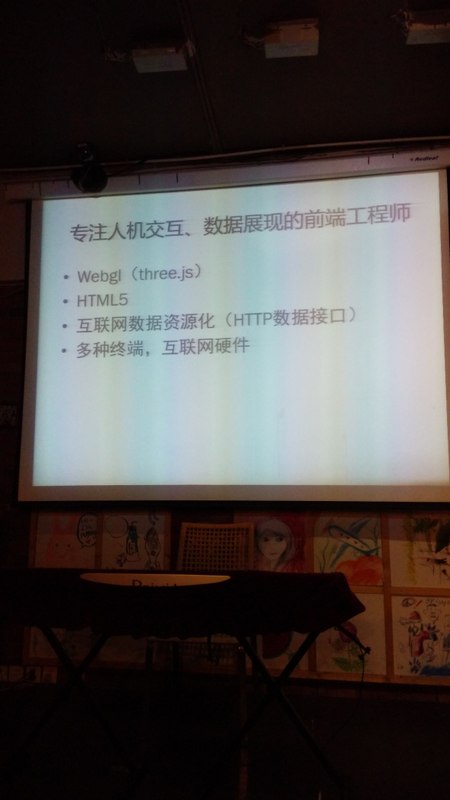 专注人机交互、数据展现的前端工程师
• Webgl（three.js）
• HTML5
• 互联网数据资源化（HTTP数据接口）
• 多种终端，互联网硬件